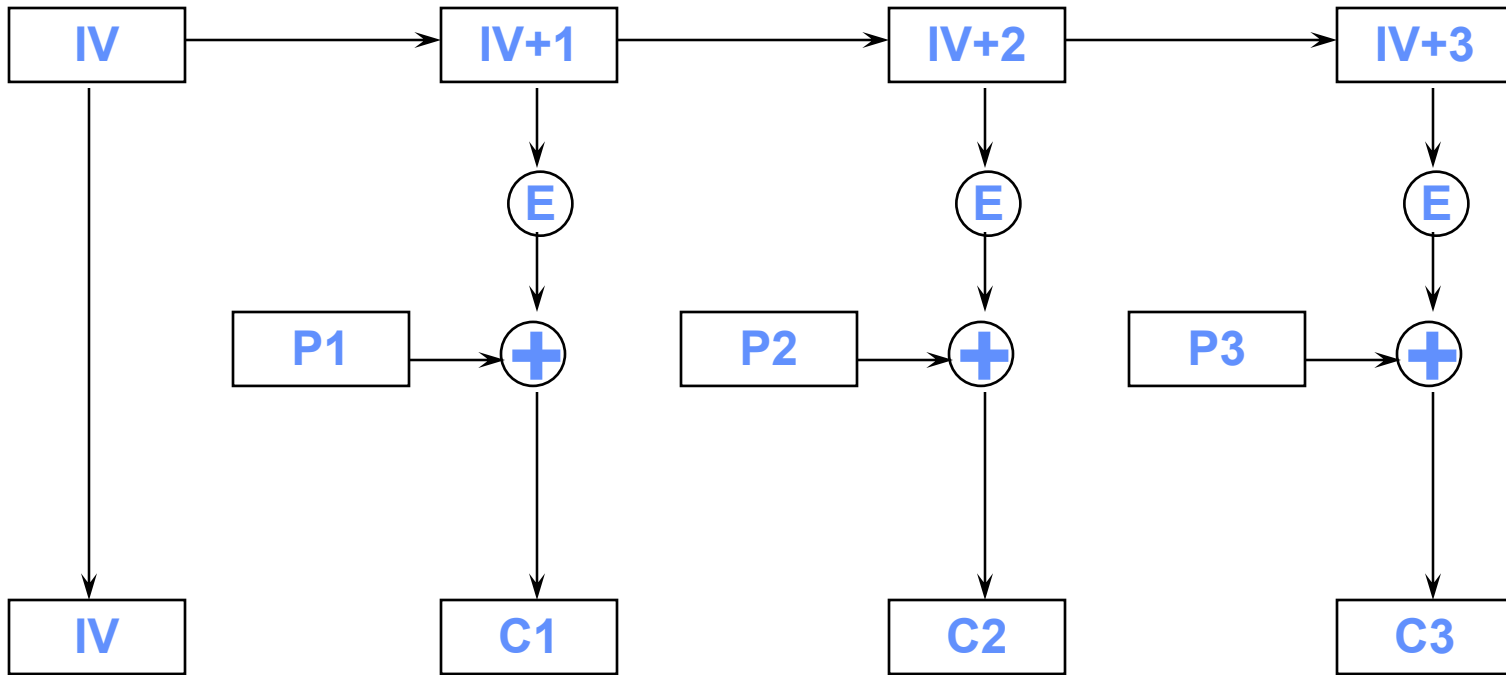 IV IV+1 IV+2 IV+3
E E E
P1 + P2 + P3 +
IV C1 C2 C3